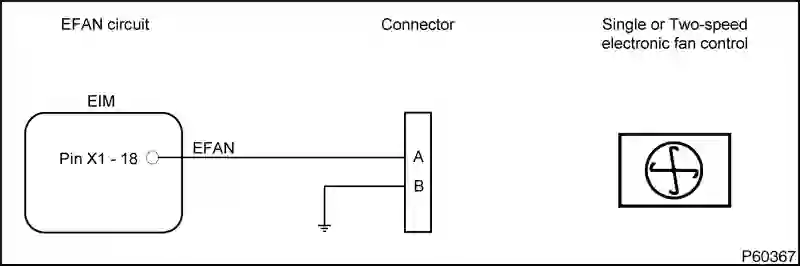 EFAN circuit
Connector
Single or Two-speed
electronic fan control
EIM
Pin X1 - 18
EFAN
A
B
P60367